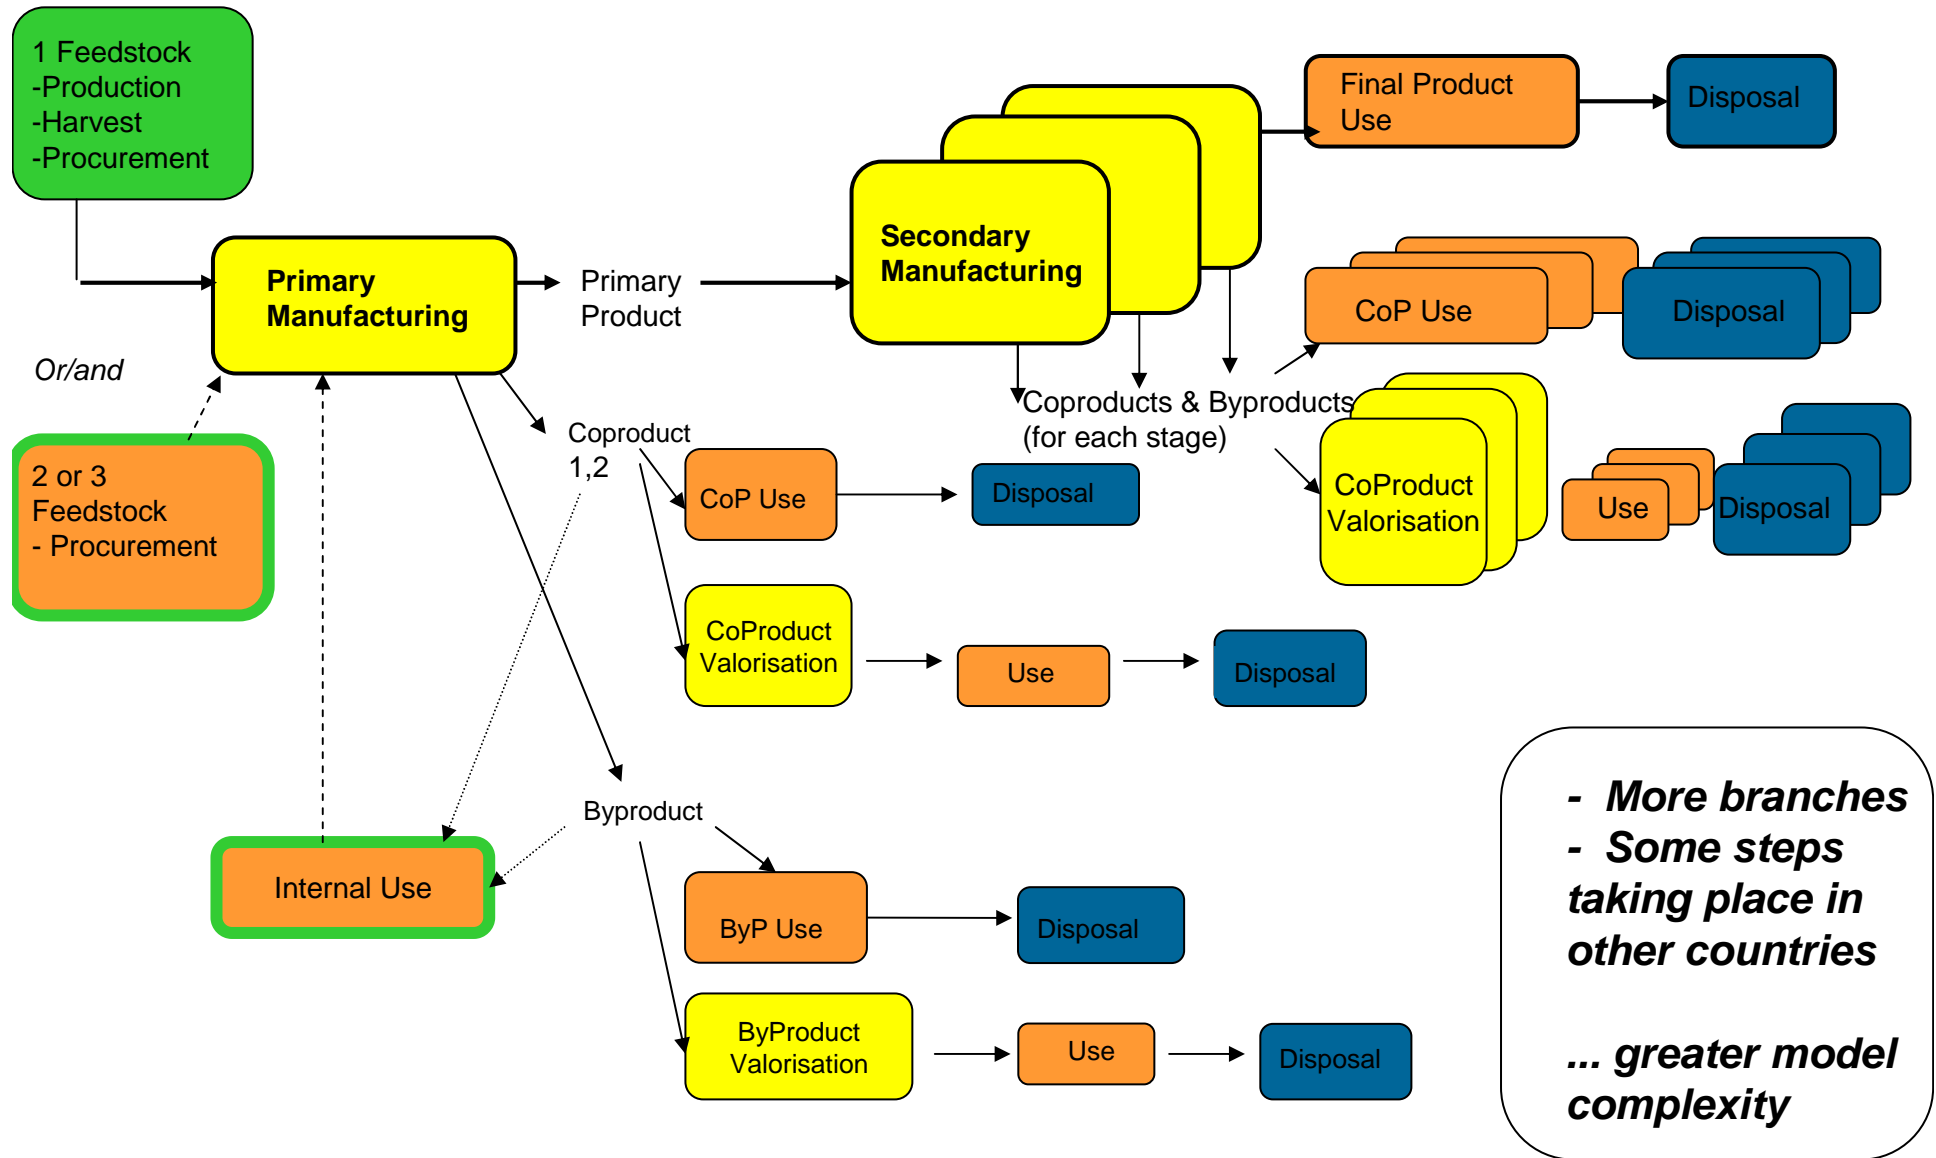 1 Feedstock
-Production
-Harvest
-Procurement
Final Product
Use
Disposal
Secondary
Manufacturing
Primary
Manufacturing
Primary
Product
CoP Use
Disposal
Or/and
Coproducts & Byproducts
(for each stage)
Coproduct
1,2
2 or 3
Feedstock
- Procurement
CoP Use
Disposal
CoProduct
Valorisation
Use
Disposal
CoProduct
Valorisation
Use
Disposal
Byproduct
Internal Use
ByP Use
Disposal
ByProduct
Valorisation
Use
Disposal
- More branches
- Some steps
taking place in
other countries
... greater model
complexity